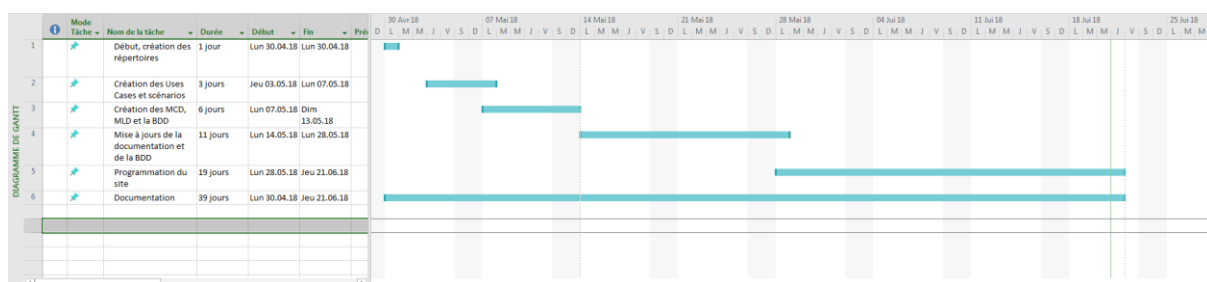 30 Avr 18 07 Mai 18 14 Mai 18 21 Mai 18 28 Mai 18 04 Jui 18 11 Jui 18 18 Jui 18 25 Jui 18
Mode
Tâche Nom de la tâche Durée Début Fin Pré
D L M M J V S D L M M J V S D L M M J V S D L M M J V S D L M M J V S D L M M J V S D L M M J V S D L M M J V S D L M M
1 Début, création des 1 jour Lun 30.04.18 Lun 30.04.18
répertoires
2 Création des Uses 3 jours Jeu 03.05.18 Lun 07.05.18
Cases et scénarios
3 Création des MCD, 6 jours Lun 07.05.18 Dim
MLD et la BDD 13.05.18
4 Mise à jours de la 11 jours Lun 14.05.18 Lun 28.05.18
documentation et
de la BDD
5 Programmation du 19 jours Lun 28.05.18 Jeu 21.06.18
site
6 Documentation 39 jours Lun 30.04.18 Jeu 21.06.18
DIAGRAMME DE GANTT